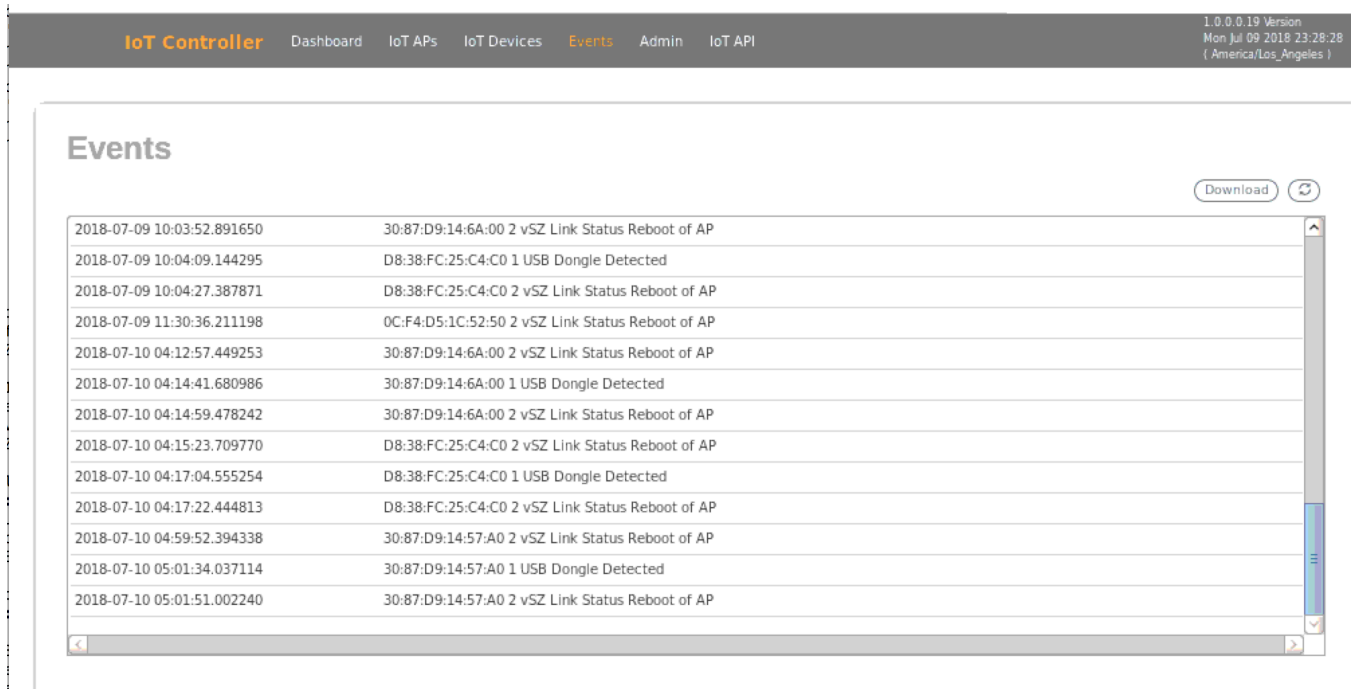 IoT Controller Dashboard IoT APs IoT Devices Events Admin IoT API
1.0.0.0.19 Version
Mon Jul 09 2018 23:28:28
( America/Los_Angeles )
Events
Download
2018-07-09 10:03:52.891650 30:87:D9:14:6A:00 2 vSZ Link Status Reboot of AP
2018-07-09 10:04:09.144295 D8:38:FC:25:C4:C0 1 USB Dongle Detected
2018-07-09 10:04:27.387871 D8:38:FC:25:C4:C0 2 vSZ Link Status Reboot of AP
2018-07-09 11:30:36.211198 0C:F4:D5:1C:52:50 2 vSZ Link Status Reboot of AP
2018-07-10 04:12:57.449253 30:87:D9:14:6A:00 2 vSZ Link Status Reboot of AP
2018-07-10 04:14:41.680986 30:87:D9:14:6A:00 1 USB Dongle Detected
2018-07-10 04:14:59.478242 30:87:D9:14:6A:00 2 vSZ Link Status Reboot of AP
2018-07-10 04:15:23.709770 D8:38:FC:25:C4:C0 2 vSZ Link Status Reboot of AP
2018-07-10 04:17:04.555254 D8:38:FC:25:C4:C0 1 USB Dongle Detected
2018-07-10 04:17:22.444813 D8:38:FC:25:C4:C0 2 vSZ Link Status Reboot of AP
2018-07-10 04:59:52.394338 30:87:D9:14:57:A0 2 vSZ Link Status Reboot of AP
2018-07-10 05:01:34.037114 30:87:D9:14:57:A0 1 USB Dongle Detected
2018-07-10 05:01:51.002240 30:87:D9:14:57:A0 2 vSZ Link Status Reboot of AP